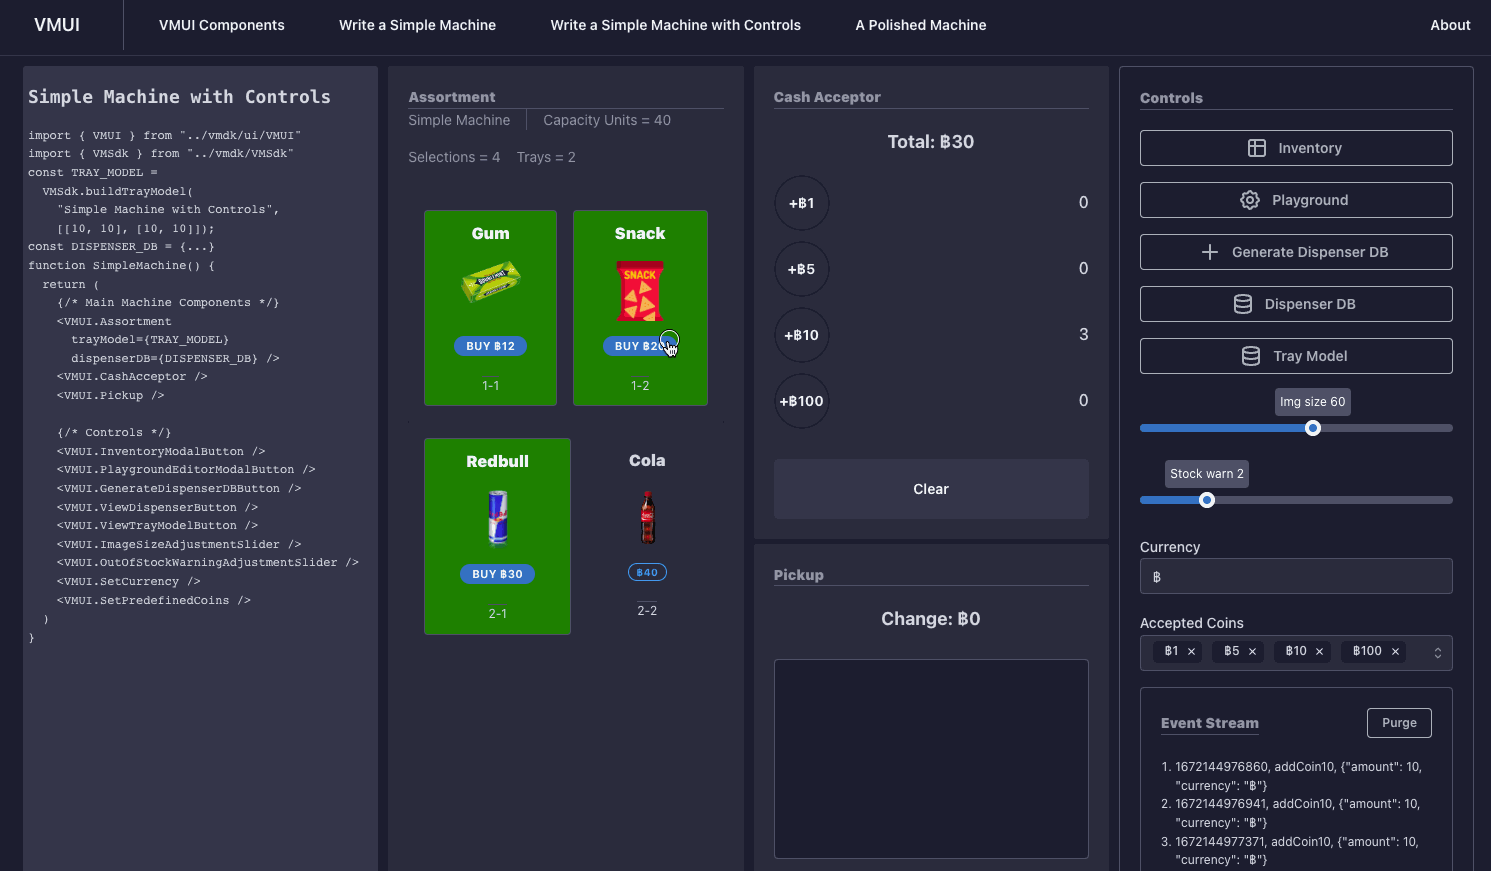 VMUI
VMUI Components
Write a Simple Machine
Write a Simple Machine with Controls
A Polished Machine
About
Simple Machine with Controls
import { VMUI } from "../vmdk/ui/VMUI"
import { VMSdk } from "../vmdk/VMSdk"
const TRAY_MODEL =
  VMSdk.buildTrayModel(
    "Simple Machine with Controls",
    [[10, 10], [10, 10]]);
const DISPENSER_DB = {...}
function SimpleMachine() {
  return (
    {/* Main Machine Components */}
    <VMUI.Assortment
      trayModel={TRAY_MODEL}
      dispenserDB={DISPENSER_DB} />
    <VMUI.CashAcceptor />
    <VMUI.Pickup />
    {/* Controls */}
    <VMUI.InventoryModalButton />
    <VMUI.PlaygroundEditorModalButton />
    <VMUI.GenerateDispenserDBButton />
    <VMUI.ViewDispenserButton />
    <VMUI.ViewTrayModelButton />
    <VMUI.ImageSizeAdjustmentSlider />
    <VMUI.OutOfStockWarningAdjustmentSlider />
    <VMUI.SetCurrency />
    <VMUI.SetPredefinedCoins />
  )
}
Assortment
Simple Machine
Capacity Units = 40
Selections = 4 Trays = 2
Gum
BUY ฿12
1-1
Snack
SNACK
BUY ฿20
1-2
Redbull
BUY ฿30
2-1
Cola
฿40
2-2
Cash Acceptor
Total: ฿30
+฿1 0
+฿5 0
+฿10 3
+฿100 0
Clear
Pickup
Change: ฿0
Controls
Inventory
Playground
Generate Dispenser DB
Dispenser DB
Tray Model
Img size 60
Stock warn 2
Currency
฿
Accepted Coins
฿1 × ฿5 × ฿10 × ฿100 ×
Event Stream
Purge
1. 1672144976860, addCoin10, {"amount": 10,
"currency": "฿"}
2. 1672144976941, addCoin10, {"amount": 10,
"currency": "฿"}
3. 1672144977371, addCoin10, {"amount": 10,
"currency": "฿"}